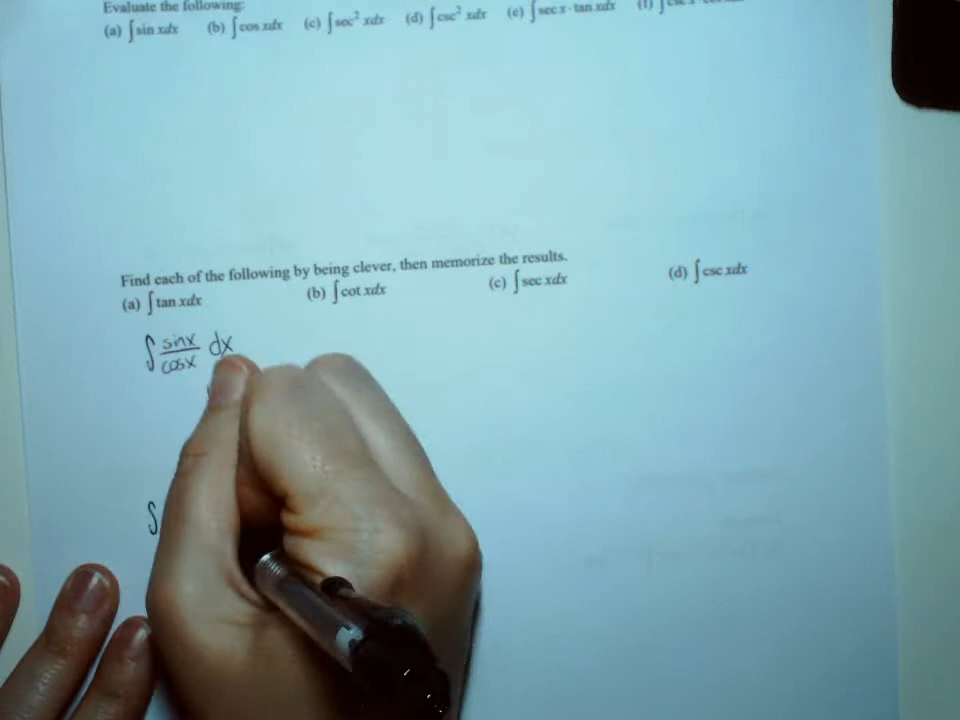 Evaluate the following:
(a) ∫sin xdx (b) ∫cos xdx (c) ∫sec² xdx (d) ∫csc² xdx (e) ∫sec x · tan xdx (f)
Find each of the following by being clever, then memorize the results.
(a) ∫tan xdx (b) ∫cot xdx (c) ∫sec xdx (d) ∫csc xdx
∫ sinx/cosx dx
∫